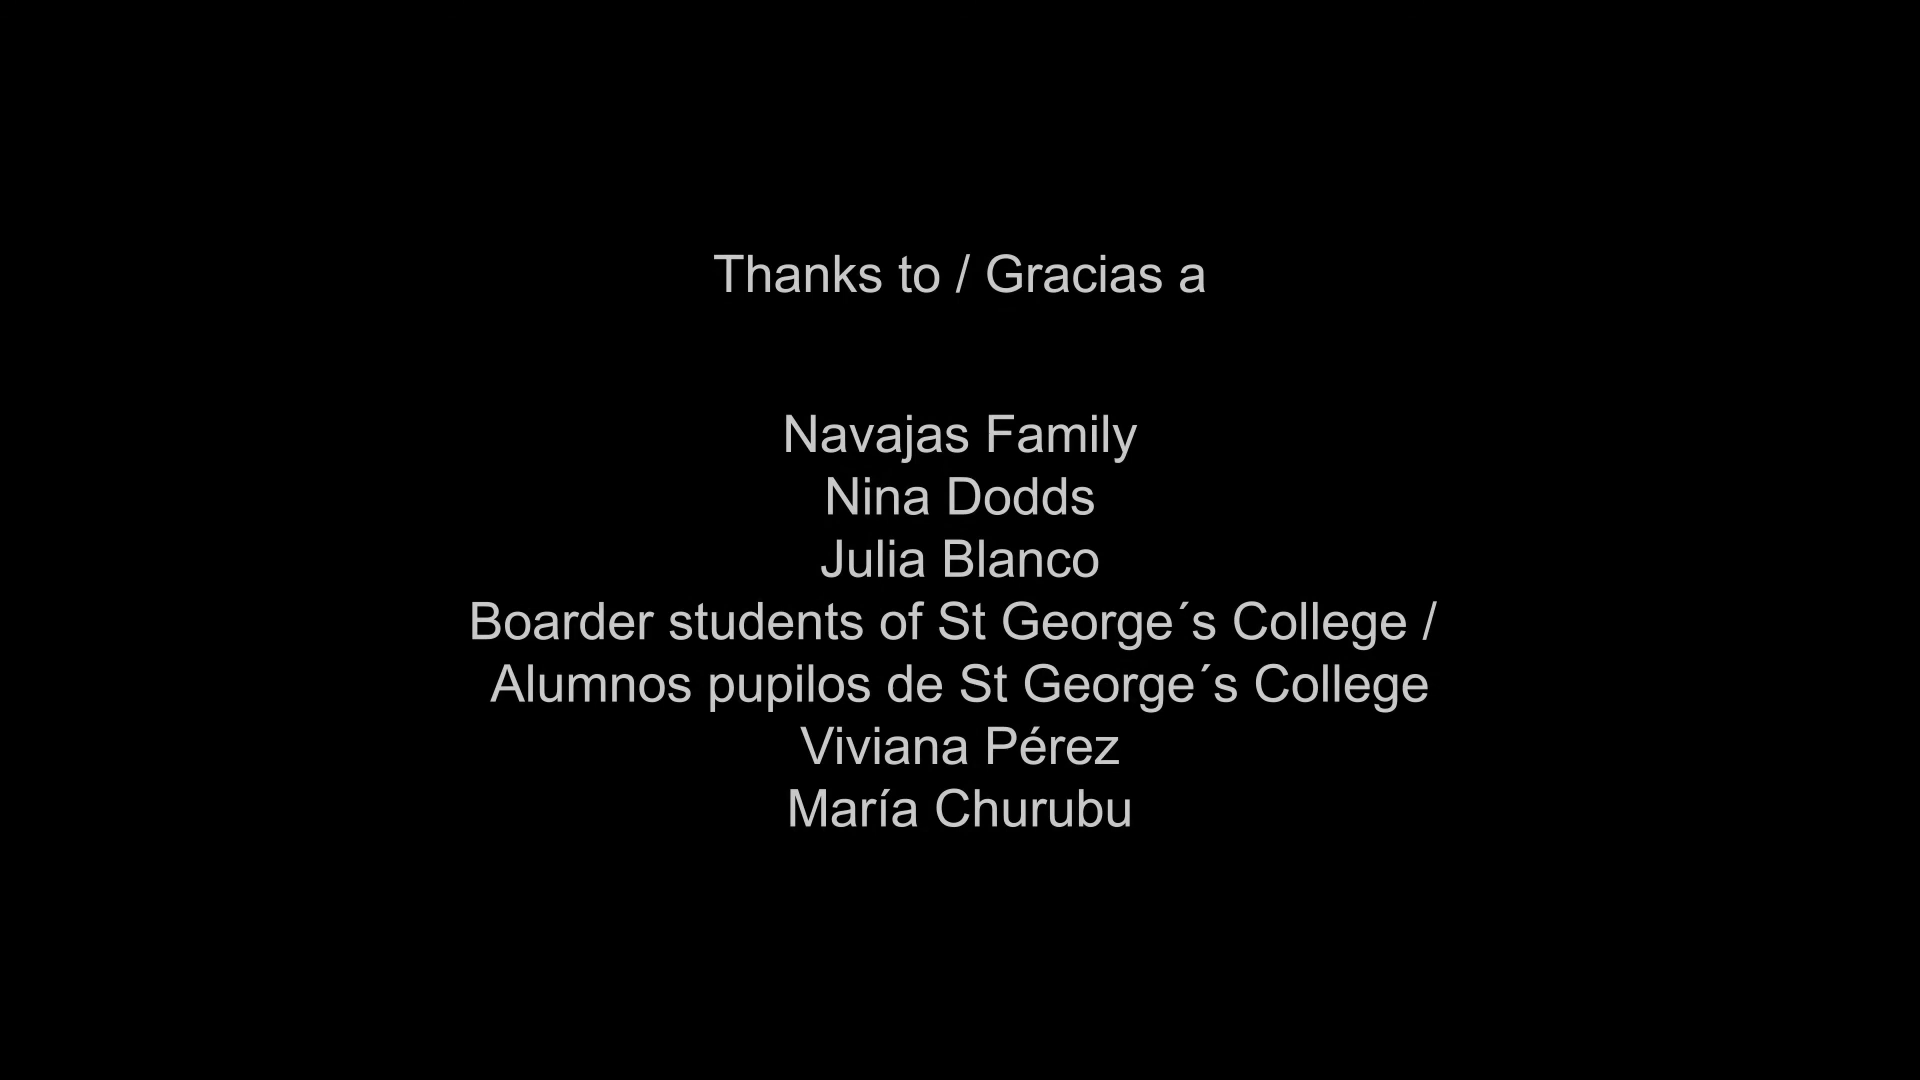 Thanks to / Gracias a
Navajas Family
Nina Dodds
Julia Blanco
Boarder students of St George´s College /
Alumnos pupilos de St George´s College
Viviana Pérez
María Churubu